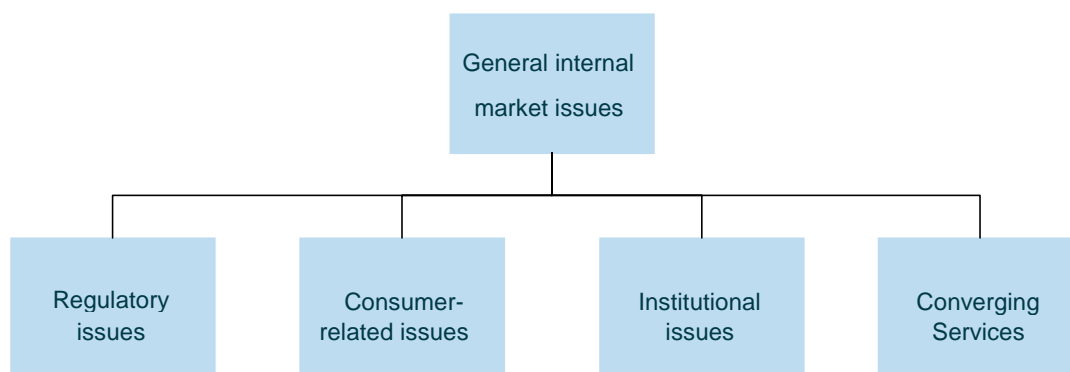 General internal
market issues
Regulatory
issues
Consumer-
related issues
Institutional
issues
Converging
Services